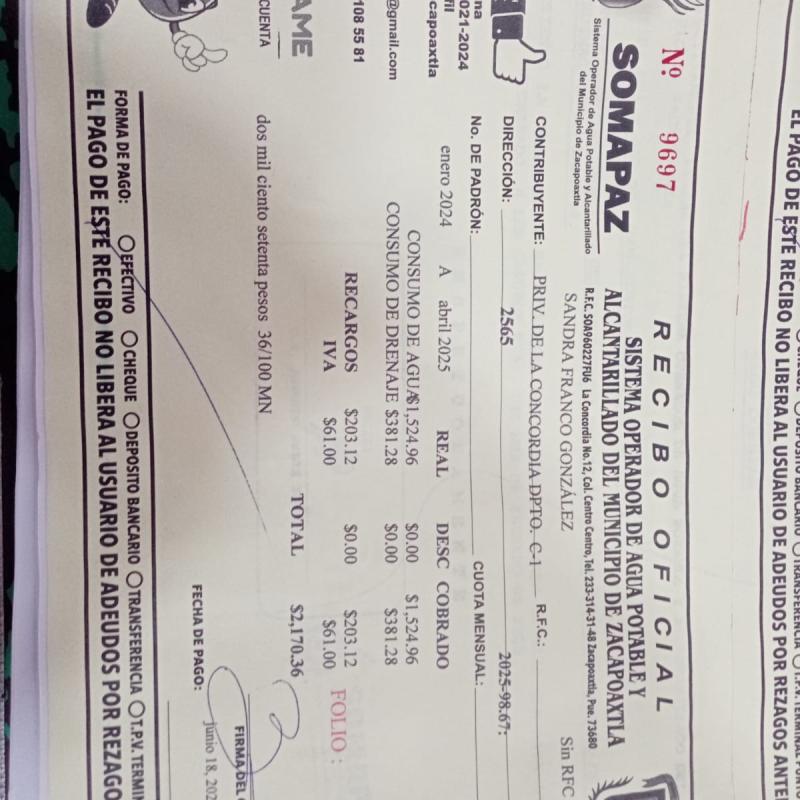 Nº 9697
RECIBO OFICIAL
SOMAPAZ
Sistema Operador de Agua Potable y Alcantarillado
del Municipio de Zacapoaxtla
SISTEMA OPERADOR DE AGUA POTABLE Y
ALCANTARILLADO DEL MUNICIPIO DE ZACAPOAXTLA
R.F.C. SOA960227FU6 La Concordia No.12, Col. Centro Centro, Tel. 233-314-31-48 Zacapoaxtla, Pue. 73680
SANDRA FRANCO GONZÁLEZ Sin RFC
CONTRIBUYENTE: PRIV. DE LA CONCORDIA DPTO. C-1 R.F.C.:
DIRECCIÓN: 2565 2025-98.67:
No. DE PADRÓN: CUOTA MENSUAL:
na
2021-2024
fil
capoaxtla
@gmail.com
108 55 81
AME
CUENTA
enero 2024 A abril 2025 REAL DESC COBRADO
CONSUMO DE AGUA $1,524.96 $0.00 $1,524.96
CONSUMO DE DRENAJE $381.28 $0.00 $381.28
RECARGOS $203.12 $0.00 $203.12
IVA $61.00 $61.00
FOLIO :
TOTAL $2,170.36
dos mil ciento setenta pesos 36/100 MN
FIRMA DEL
FECHA DE PAGO: junio 18, 202
FORMA DE PAGO: EFECTIVO CHEQUE DEPOSITO BANCARIO TRANSFERENCIA T.P.V. TERMIN
EL PAGO DE ESTE RECIBO NO LIBERA AL USUARIO DE ADEUDOS POR REZAGO
DEPOSITO BANCARIO TRANSFERENCIA T.P.V. TERMINAL PUNTO
EL PAGO DE ESTE RECIBO NO LIBERA AL USUARIO DE ADEUDOS POR REZAGOS ANTE